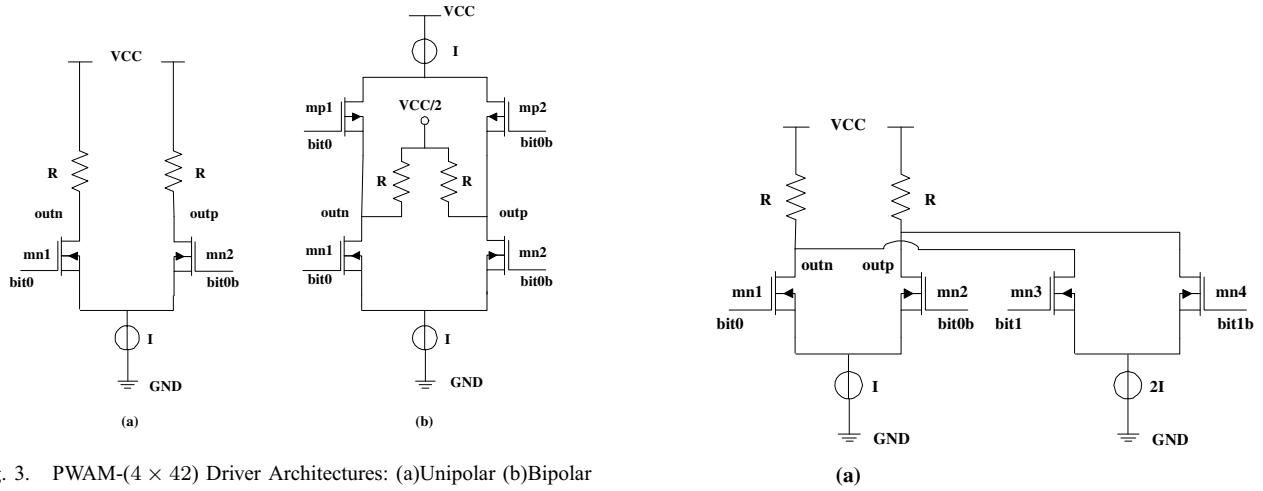 VCC
R
R
outn
outp
mn1
mn2
bit0
bit0b
I
GND
(a)
VCC
I
mp1
VCC/2
mp2
bit0
bit0b
R
R
outn
outp
mn1
mn2
bit0
bit0b
I
GND
(b)
g. 3. PWAM-(4 × 42) Driver Architectures: (a)Unipolar (b)Bipolar
VCC
R
R
outn
outp
mn1
mn2
mn3
mn4
bit0
bit0b
bit1
bit1b
I
2I
GND
GND
(a)